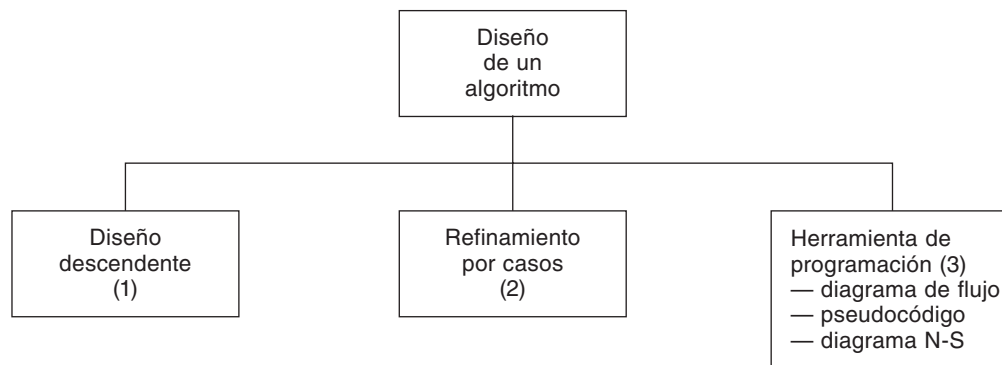 Diseño
de un
algoritmo
Diseño
descendente
(1)
Refinamiento
por casos
(2)
Herramienta de
programación (3)
— diagrama de flujo
— pseudocódigo
— diagrama N-S